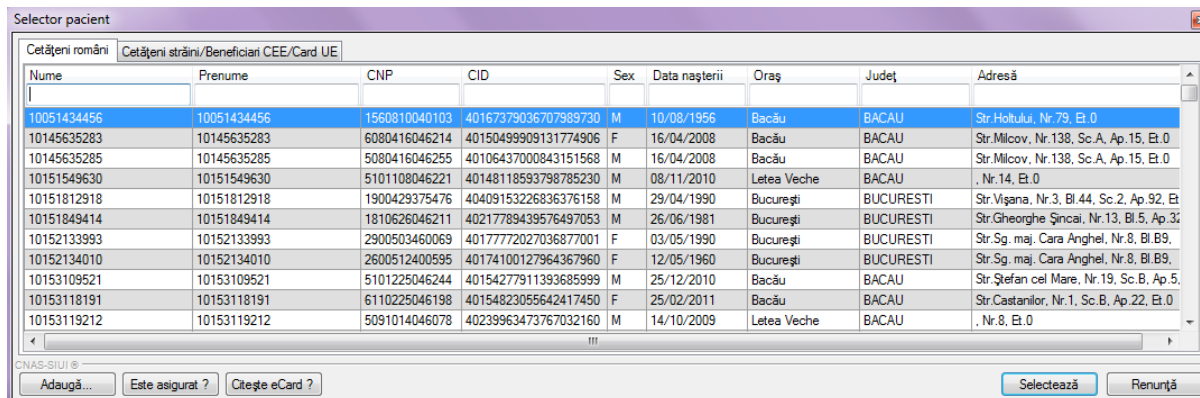 Selector pacient
Cetăţeni români Cetăţeni străini/Beneficiari CEE/Card UE
Nume Prenume CNP CID Sex Data naşterii Oraş Judeţ Adresă
10051434456 10051434456 1560810040103 40167379036707989730 M 10/08/1956 Bacău BACAU Str.Holtului, Nr.79, Et.0
10145635283 10145635283 6080416046214 40150499909131774906 F 16/04/2008 Bacău BACAU Str.Milcov, Nr.138, Sc.A, Ap.15, Et.0
10145635285 10145635285 5080416046255 40106437000843151568 M 16/04/2008 Bacău BACAU Str.Milcov, Nr.138, Sc.A, Ap.15, Et.0
10151549630 10151549630 5101108046221 40148118593798785230 M 08/11/2010 Letea Veche BACAU , Nr.14, Et.0
10151812918 10151812918 1900429375476 40409153226836376158 M 29/04/1990 Bucureşti BUCURESTI Str.Vişana, Nr.3, Bl.44, Sc.2, Ap.92, Et
10151849414 10151849414 1810626046211 40217789439576497053 M 26/06/1981 Bucureşti BUCURESTI Str.Gheorghe Şincai, Nr.13, Bl.5, Ap.32
10152133993 10152133993 2900503460069 40177772027036877001 F 03/05/1990 Bucureşti BUCURESTI Str.Sg. maj. Cara Anghel, Nr.8, Bl.B9,
10152134010 10152134010 2600512400595 40174100127964367960 F 12/05/1960 Bucureşti BUCURESTI Str.Sg. maj. Cara Anghel, Nr.8, Bl.B9,
10153109521 10153109521 5101225046244 40154277911393685999 M 25/12/2010 Bacău BACAU Str.Ştefan cel Mare, Nr.19, Sc.B, Ap.5,
10153118191 10153118191 6110225046198 40154823055642417450 F 25/02/2011 Bacău BACAU Str.Castanilor, Nr.1, Sc.B, Ap.22, Et.0
10153119212 10153119212 5091014046078 40239963473767032160 M 14/10/2009 Letea Veche BACAU , Nr.8, Et.0
CNAS-SIUI ®
Adaugă... Este asigurat ? Citeşte eCard ? Selectează Renunţă